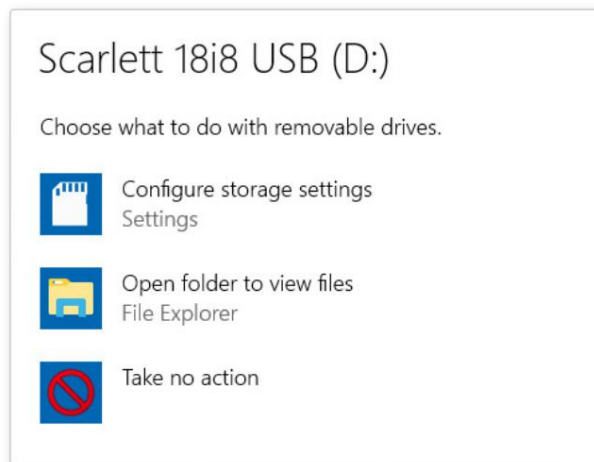 Scarlett 18i8 USB (D:)
Choose what to do with removable drives.
Configure storage settings
Settings
Open folder to view files
File Explorer
Take no action